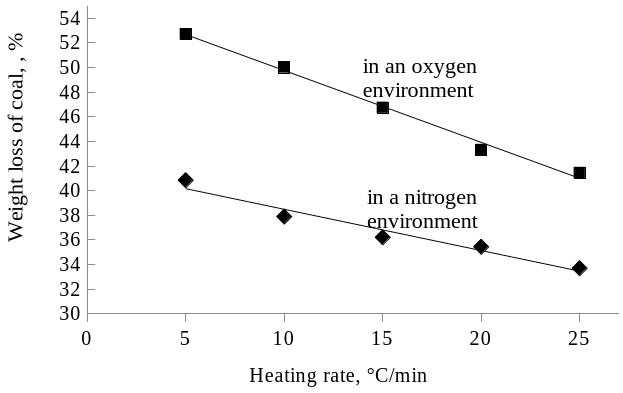 54
52
50
48
46
44
42
40
38
36
34
32
30
Weight loss of coal, , %
in an oxygen
environment
in a nitrogen
environment
0 5 10 15 20 25
Heating rate, °C/min